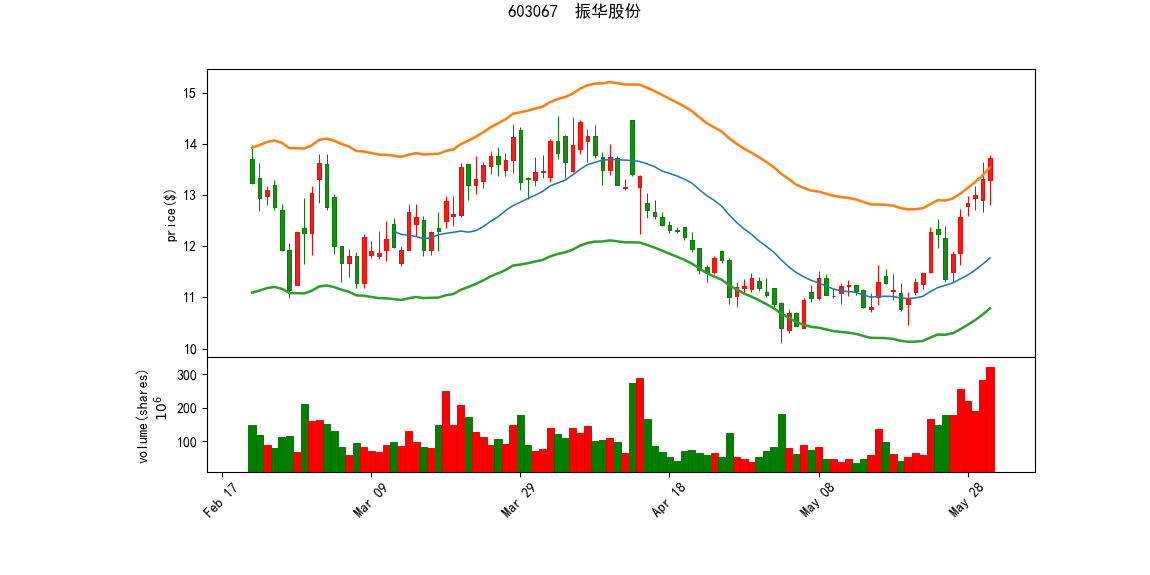 603067  振华股份
price($)
15
14
13
12
11
10
volume(shares)
10^6
300
200
100
Feb 17
Mar 09
Mar 29
Apr 18
May 08
May 28